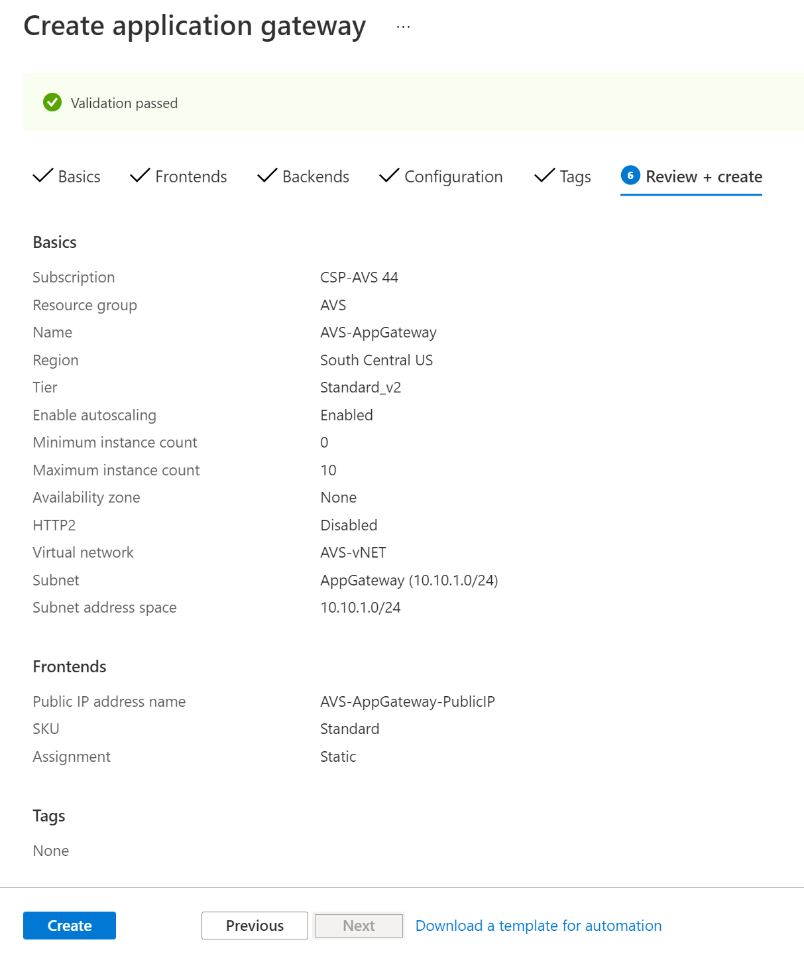 Create application gateway ...
Validation passed
Basics Frontends Backends Configuration Tags 6 Review + create
Basics
Subscription CSP-AVS 44
Resource group AVS
Name AVS-AppGateway
Region South Central US
Tier Standard_v2
Enable autoscaling Enabled
Minimum instance count 0
Maximum instance count 10
Availability zone None
HTTP2 Disabled
Virtual network AVS-vNET
Subnet AppGateway (10.10.1.0/24)
Subnet address space 10.10.1.0/24
Frontends
Public IP address name AVS-AppGateway-PublicIP
SKU Standard
Assignment Static
Tags
None
Create Previous Next Download a template for automation